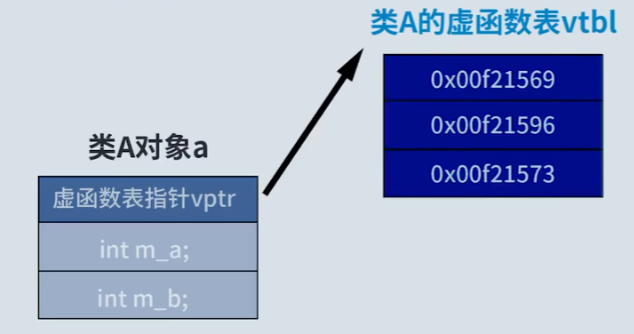 类A的虚函数表vtbl
0x00f21569
0x00f21596
0x00f21573
类A对象a
虚函数表指针vptr
int m_a;
int m_b;